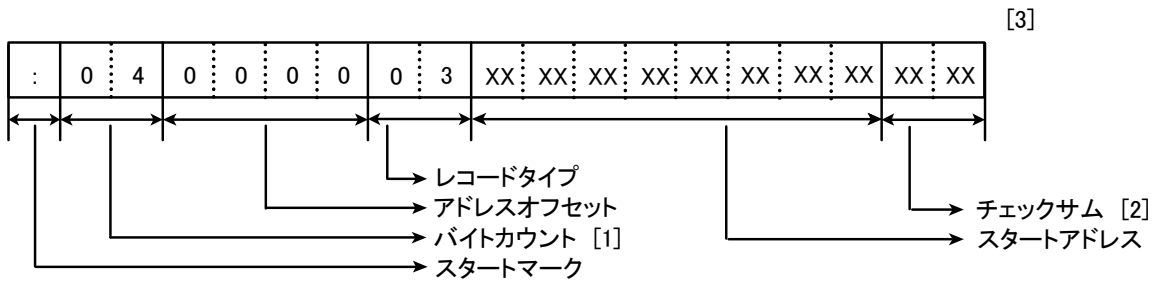 [3]
: 0 4 0 0 0 0 0 3 XX XX XX XX XX XX XX XX XX XX
レコードタイプ
アドレスオフセット
バイトカウント [1]
スタートマーク
チェックサム [2]
スタートアドレス